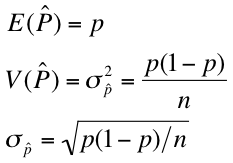 E(P̂) = p
V(P̂) = σ²_p̂ = p(1 − p)/n
σ_p̂ = √(p(1 − p)/n)